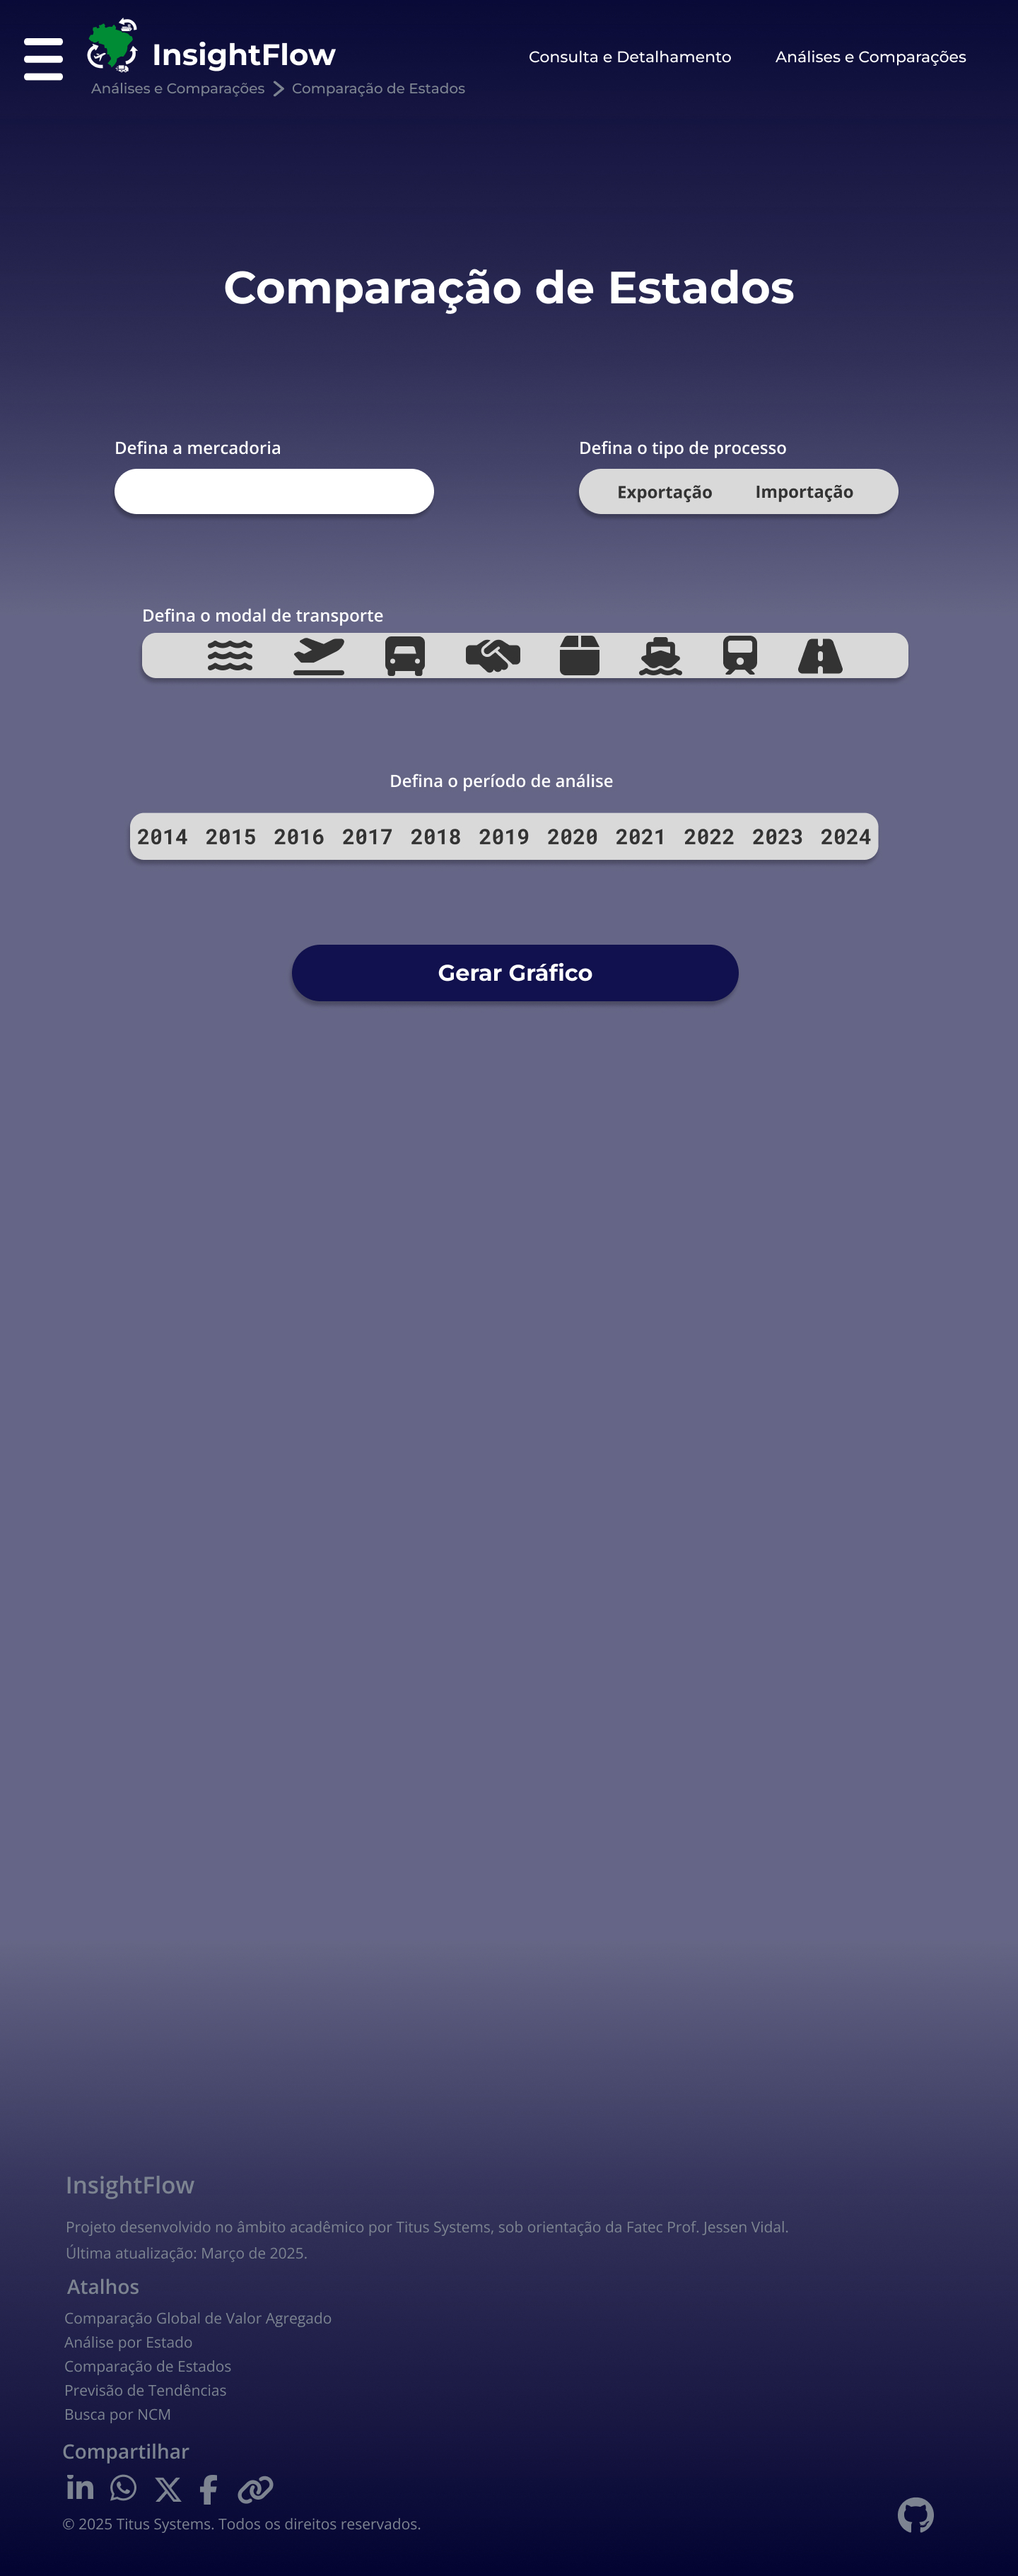 InsightFlow
Consulta e Detalhamento
Análises e Comparações
Análises e Comparações
Comparação de Estados
Comparação de Estados
Defina a mercadoria
Defina o tipo de processo
Exportação Importação
Defina o modal de transporte
Defina o período de análise
2014 2015 2016 2017 2018 2019 2020 2021 2022 2023 2024
Gerar Gráfico
InsightFlow
Projeto desenvolvido no âmbito acadêmico por Titus Systems, sob orientação da Fatec Prof. Jessen Vidal.
Última atualização: Março de 2025.
Atalhos
Comparação Global de Valor Agregado
Análise por Estado
Comparação de Estados
Previsão de Tendências
Busca por NCM
Compartilhar
© 2025 Titus Systems. Todos os direitos reservados.